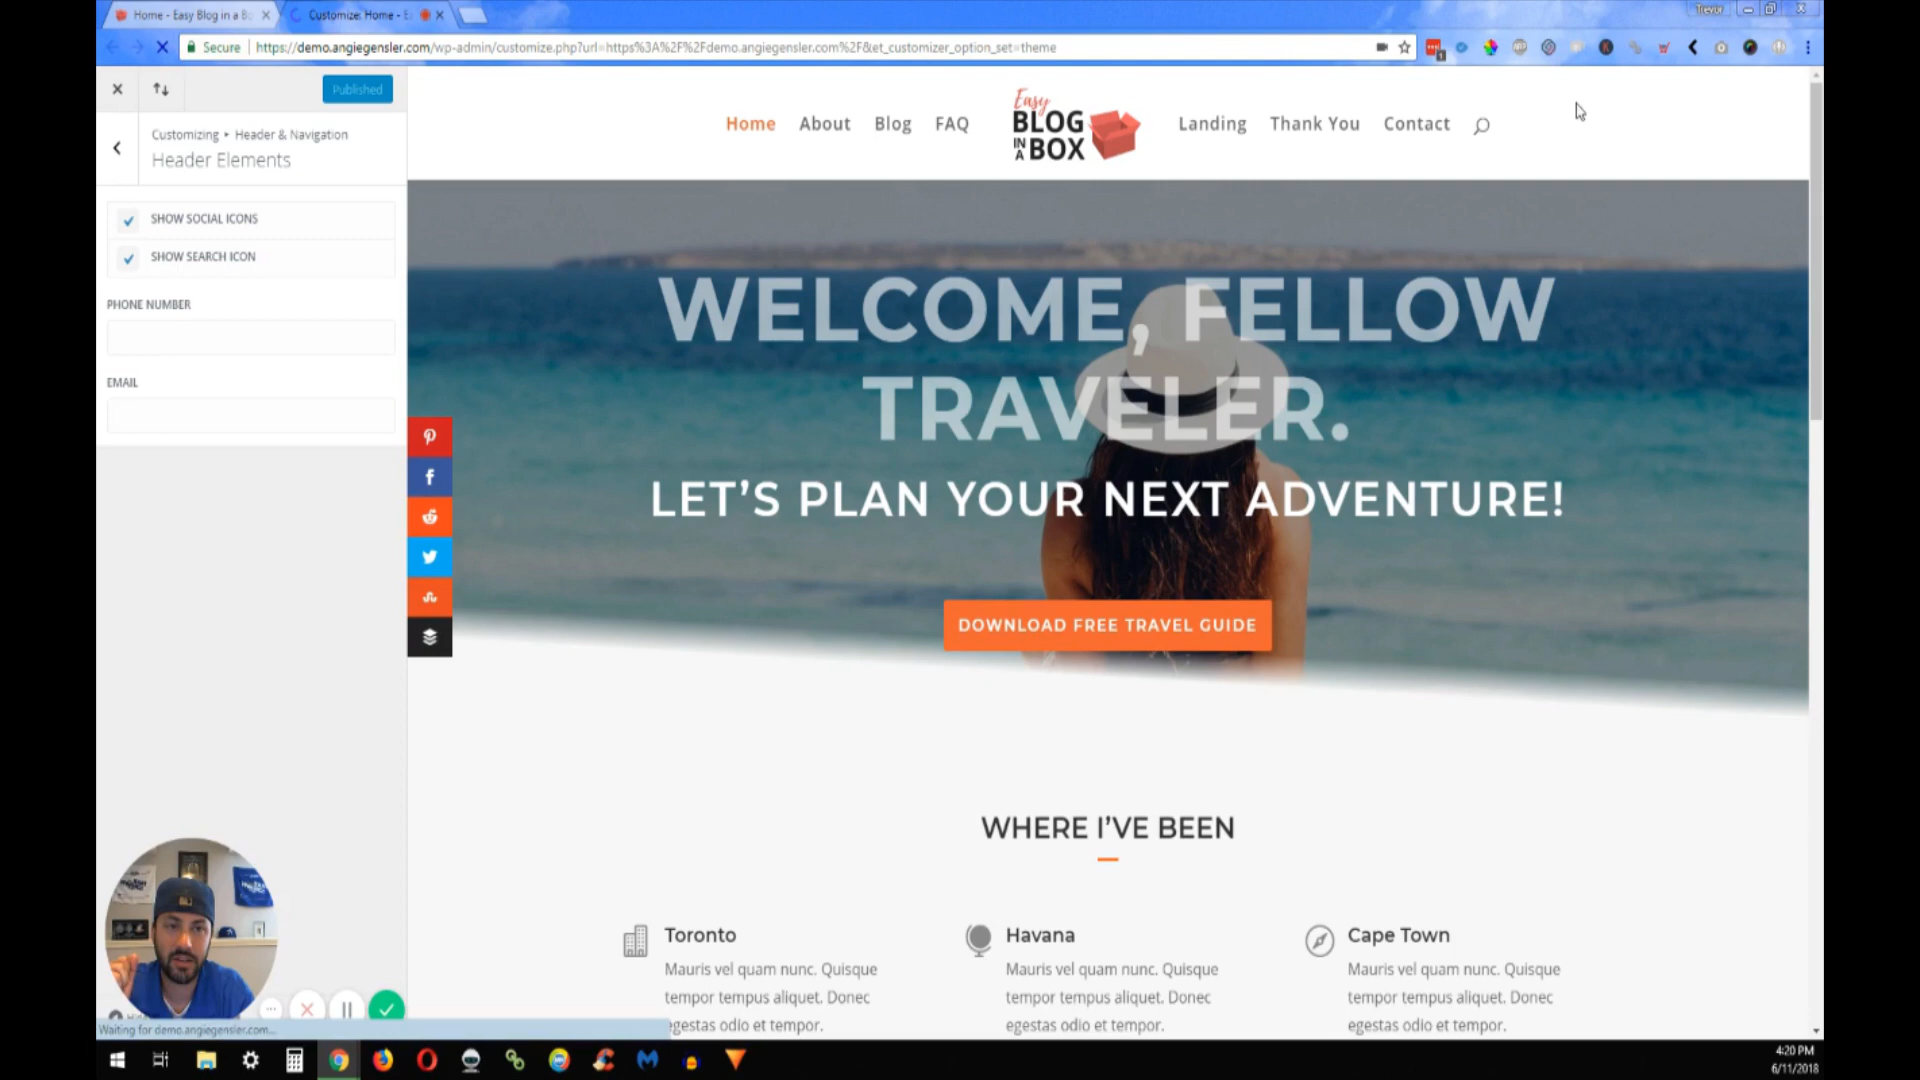 Home - Easy Blog in a Bo
Customize: Home - E
Trevor
Secure
https://demo.angiegensler.com/wp-admin/customize.php?url=https%3A%2F%2Fdemo.angiegensler.com%2F&et_customizer_option_set=theme
Published
Customizing ▸ Header & Navigation
Header Elements
SHOW SOCIAL ICONS
SHOW SEARCH ICON
PHONE NUMBER
EMAIL
Home
About
Blog
FAQ
Easy
BLOG
IN A BOX
Landing
Thank You
Contact
WELCOME, FELLOW
TRAVELER.
LET’S PLAN YOUR NEXT ADVENTURE!
DOWNLOAD FREE TRAVEL GUIDE
WHERE I’VE BEEN
Toronto
Mauris vel quam nunc. Quisque
tempor tempus aliquet. Donec
egestas odio et tempor.
Havana
Mauris vel quam nunc. Quisque
tempor tempus aliquet. Donec
egestas odio et tempor.
Cape Town
Mauris vel quam nunc. Quisque
tempor tempus aliquet. Donec
egestas odio et tempor.
Waiting for demo.angiegensler.com...
4:20 PM
6/11/2018